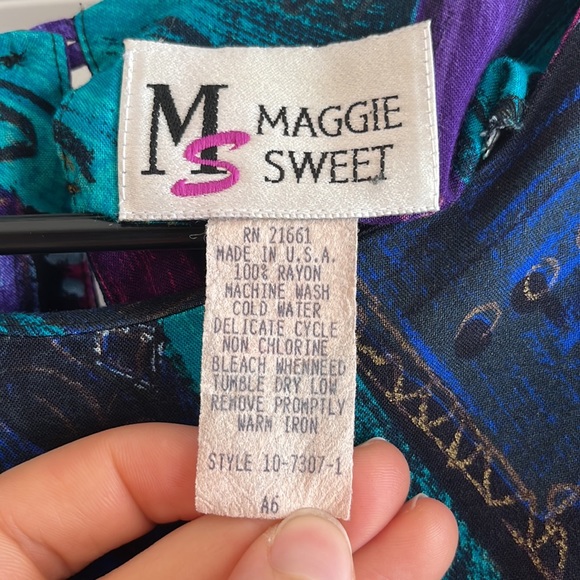 MS MAGGIE
SWEET
RN 21661
MADE IN U.S.A.
100% RAYON
MACHINE WASH
COLD WATER
DELICATE CYCLE
NON CHLORINE
BLEACH WHENNEED
TUMBLE DRY LOW
REMOVE PROMPTLY
WARM IRON
STYLE 10-7307-1
A6